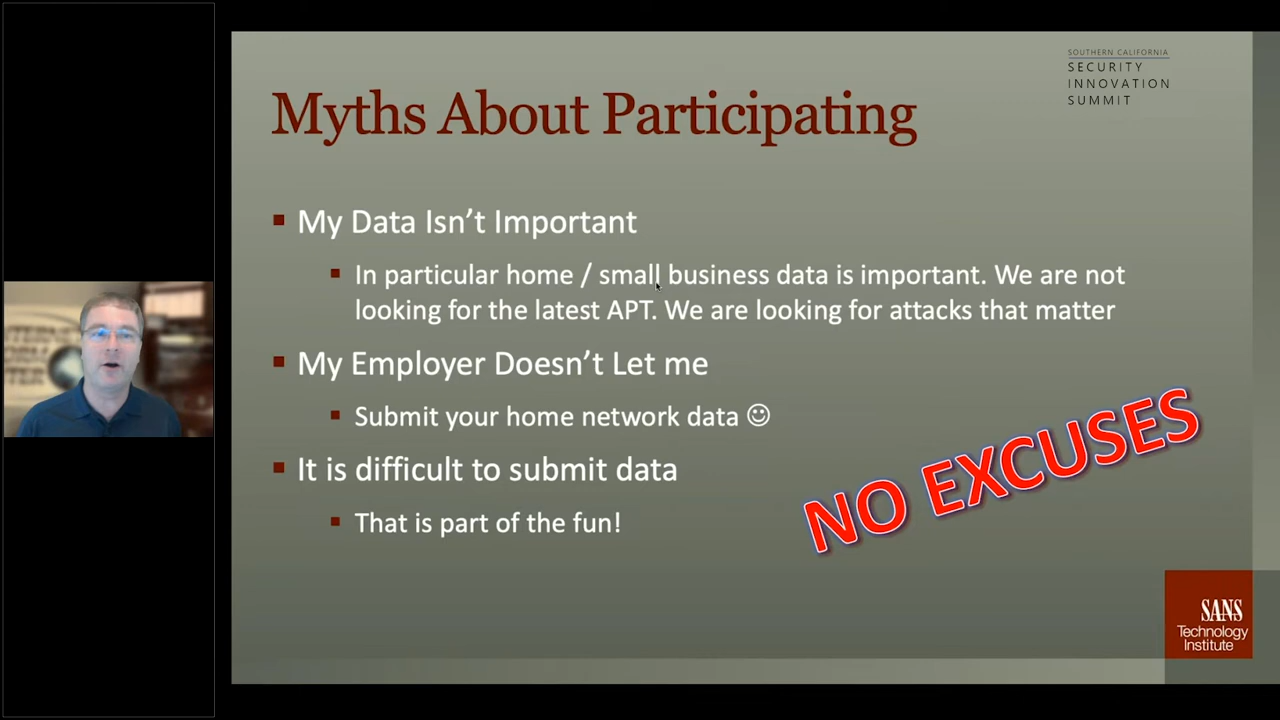 SOUTHERN CALIFORNIA
SECURITY
INNOVATION
SUMMIT
Myths About Participating
My Data Isn’t Important
In particular home / small business data is important. We are not
looking for the latest APT. We are looking for attacks that matter
My Employer Doesn’t Let me
Submit your home network data ☺
It is difficult to submit data
That is part of the fun!
NO EXCUSES
SANS
Technology
Institute